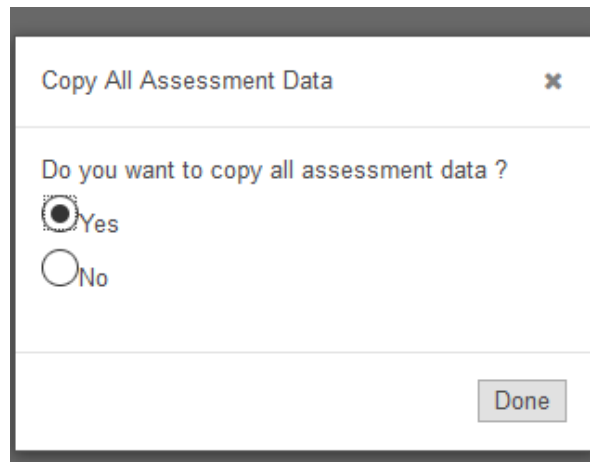 Copy All Assessment Data
Do you want to copy all assessment data ?
Yes
No
Done